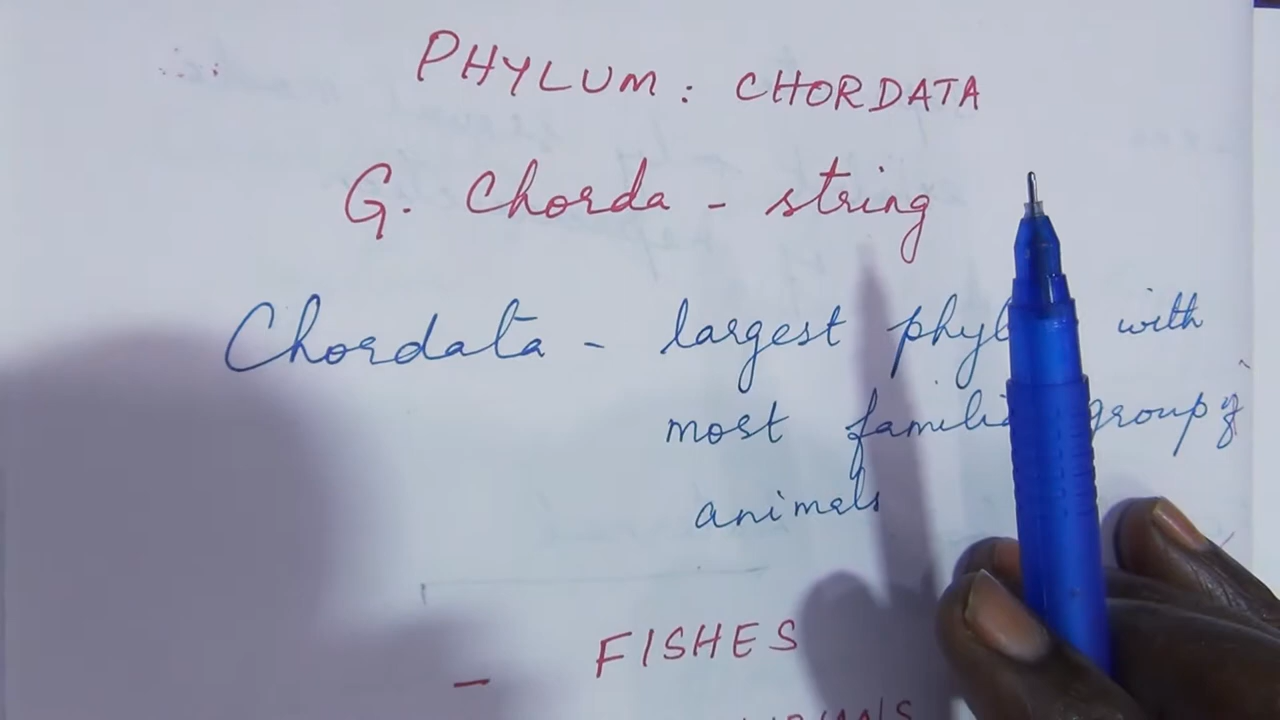 PHYLUM : CHORDATA
G. Chorda - string
Chordata - largest with
most group of
animals
- FISHES